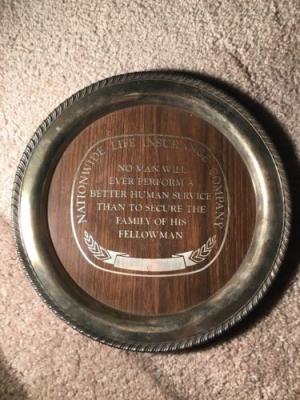 NATIONWIDE LIFE INSURANCE COMPANY
NO MAN WILL
EVER PERFORM A
BETTER HUMAN SERVICE
THAN TO SECURE THE
FAMILY OF HIS
FELLOWMAN